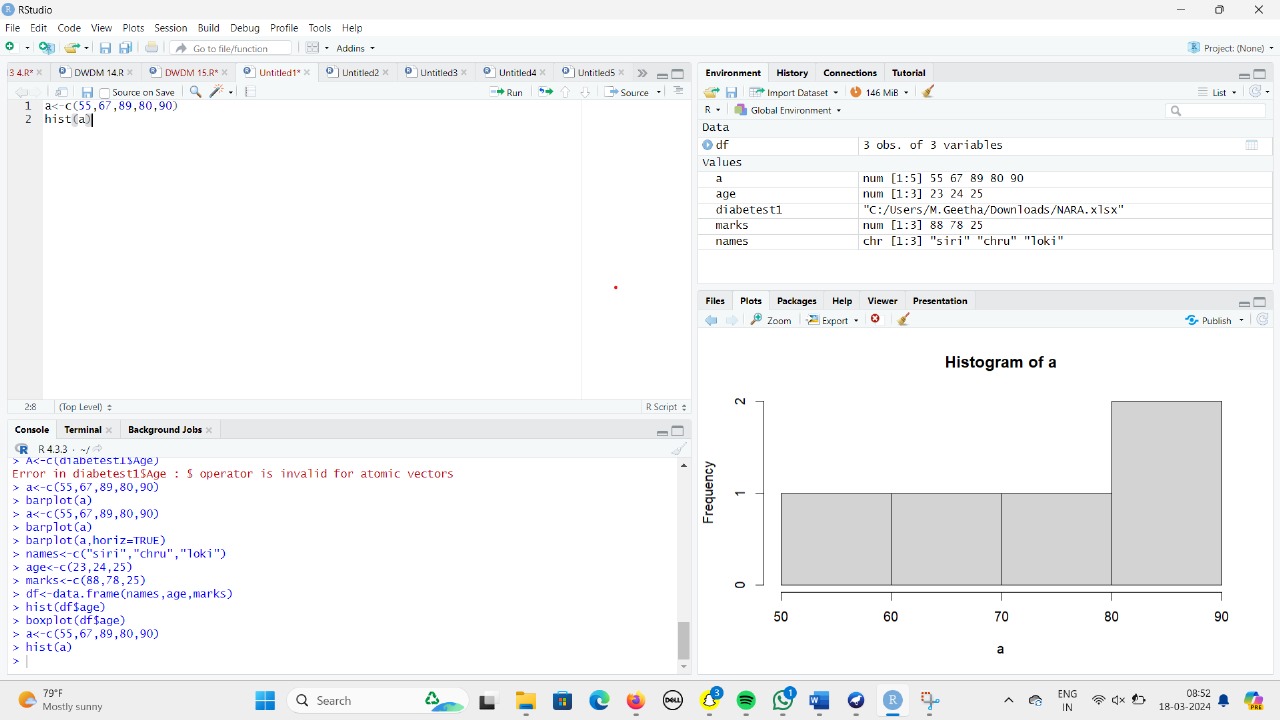 RStudio
File Edit Code View Plots Session Build Debug Profile Tools Help
Go to file/function Addins Project: (None)
3 4.R* DWDM 14.R DWDM 15.R* Untitled1* Untitled2 Untitled3 Untitled4 Untitled5
Source on Save Run Source
1 a<-c(55,67,89,80,90)
2 hist(a)
2:8 (Top Level) R Script
Console Terminal Background Jobs
R 4.3.3 · ~/
> A<-c(diabetest1$Age)
Error in diabetest1$Age : $ operator is invalid for atomic vectors
> a<-c(55,67,89,80,90)
> barplot(a)
> a<-c(55,67,89,80,90)
> barplot(a)
> barplot(a,horiz=TRUE)
> names<-c("siri","chru","loki")
> age<-c(23,24,25)
> marks<-c(88,78,25)
> df<-data.frame(names,age,marks)
> hist(df$age)
> boxplot(df$age)
> a<-c(55,67,89,80,90)
> hist(a)
>
Environment History Connections Tutorial
Import Dataset 146 MiB List
R Global Environment
Data
df 3 obs. of 3 variables
Values
a num [1:5] 55 67 89 80 90
age num [1:3] 23 24 25
diabetest1 "C:/Users/M.Geetha/Downloads/NARA.xlsx"
marks num [1:3] 88 78 25
names chr [1:3] "siri" "chru" "loki"
Files Plots Packages Help Viewer Presentation
Zoom Export Publish
Histogram of a
Frequency
2
1
0
50 60 70 80 90
a
79°F
Mostly sunny
Search
DELL
3
1
ENG
IN
08:52
18-03-2024
PRE